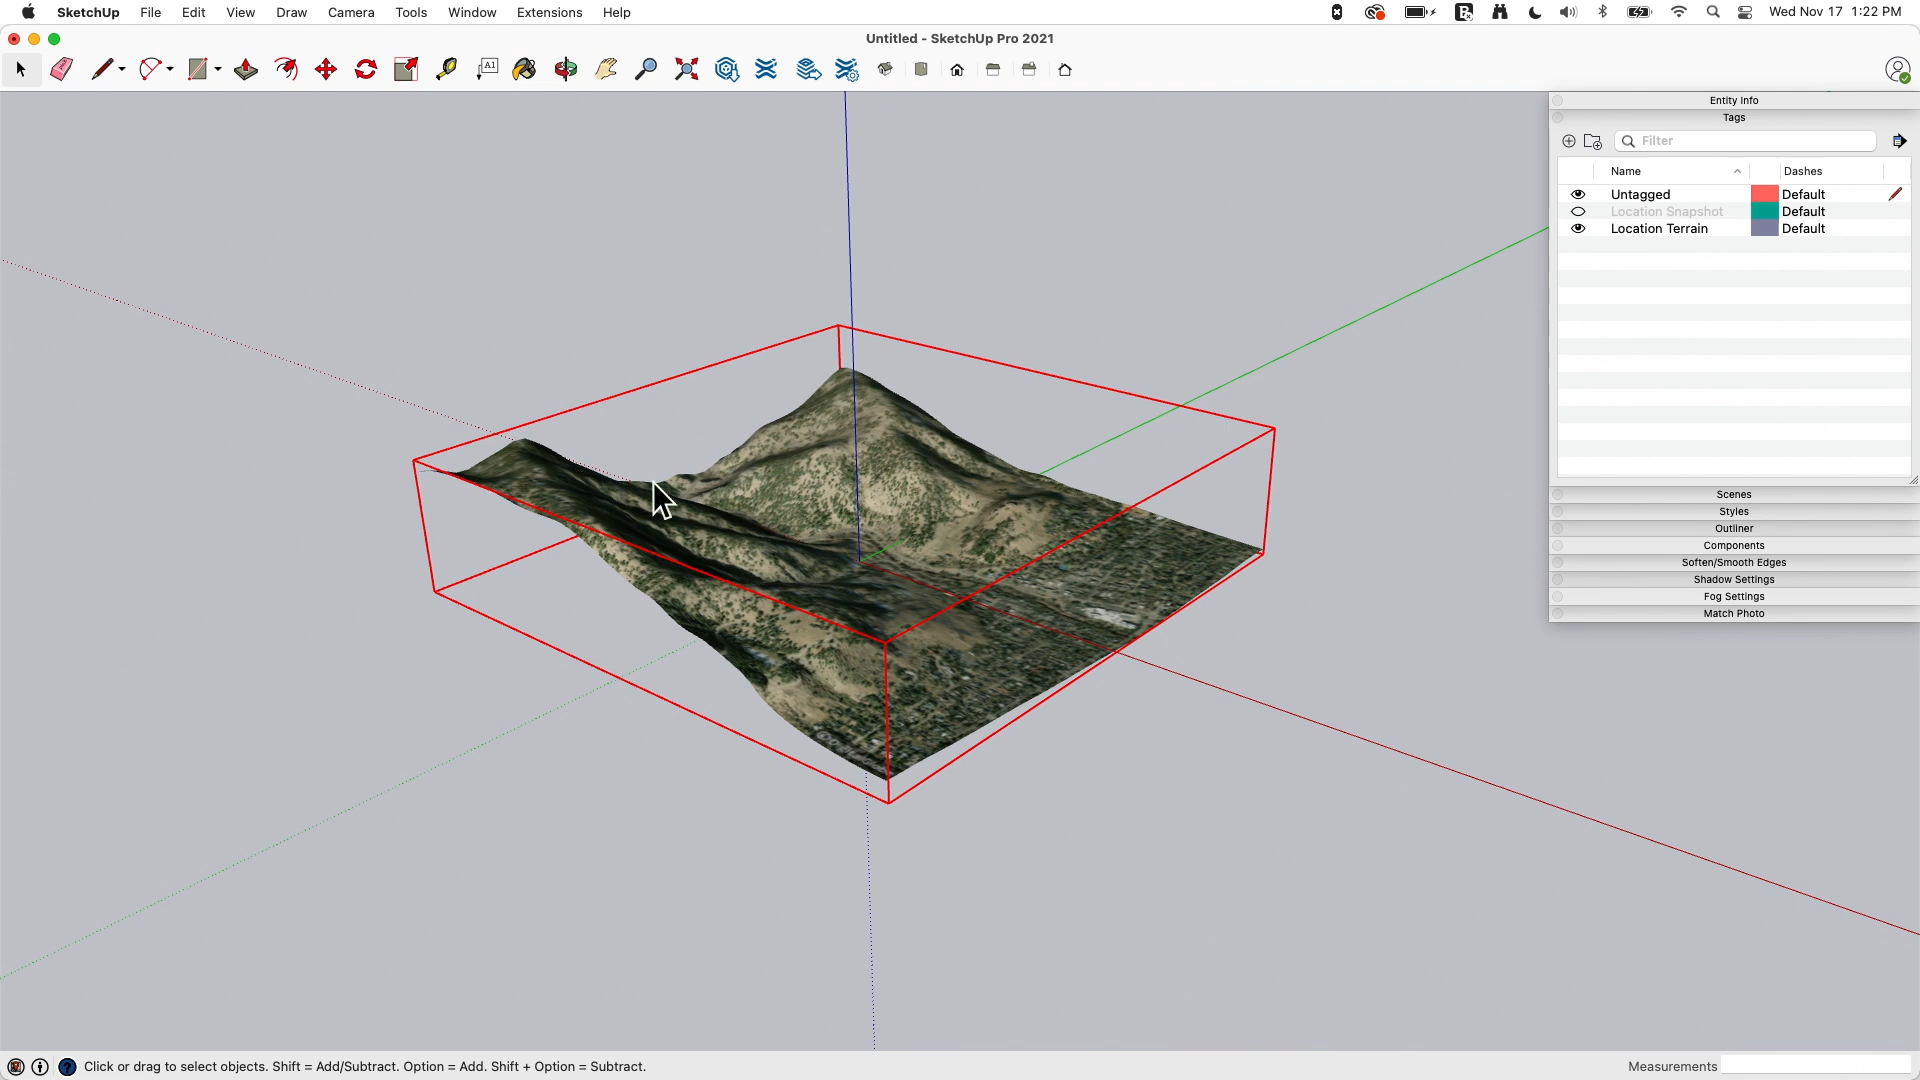 SketchUp File Edit View Draw Camera Tools Window Extensions Help Wed Nov 17 1:22 PM
Untitled - SketchUp Pro 2021
A1
Entity Info
Tags
Filter
Name Dashes
Untagged Default
Location Snapshot Default
Location Terrain Default
Scenes
Styles
Outliner
Components
Soften/Smooth Edges
Shadow Settings
Fog Settings
Match Photo
Click or drag to select objects. Shift = Add/Subtract. Option = Add. Shift + Option = Subtract. Measurements